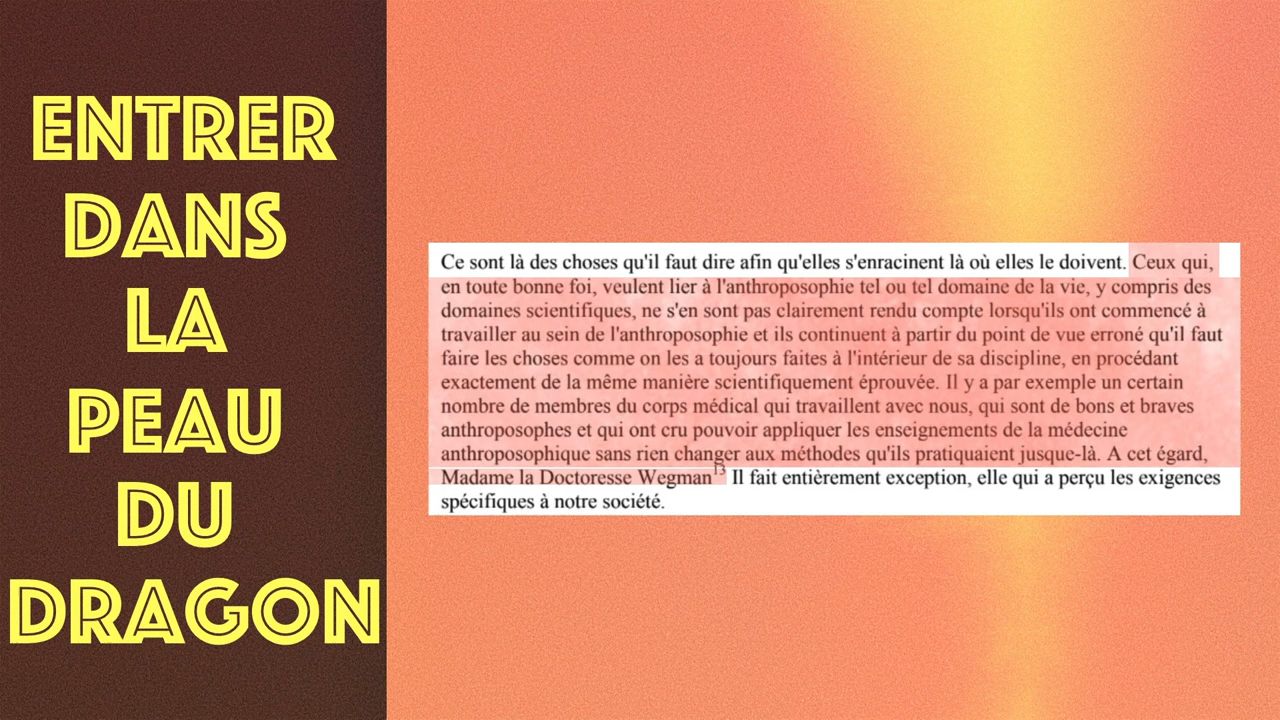 ENTRER
DANS
LA
PEAU
DU
DRAGON
Ce sont là des choses qu'il faut dire afin qu'elles s'enracinent là où elles le doivent. Ceux qui,
en toute bonne foi, veulent lier à l'anthroposophie tel ou tel domaine de la vie, y compris des
domaines scientifiques, ne s'en sont pas clairement rendu compte lorsqu'ils ont commencé à
travailler au sein de l'anthroposophie et ils continuent à partir du point de vue erroné qu'il faut
faire les choses comme on les a toujours faites à l'intérieur de sa discipline, en procédant
exactement de la même manière scientifiquement éprouvée. Il y a par exemple un certain
nombre de membres du corps médical qui travaillent avec nous, qui sont de bons et braves
anthroposophes et qui ont cru pouvoir appliquer les enseignements de la médecine
anthroposophique sans rien changer aux méthodes qu'ils pratiquaient jusque-là. A cet égard,
Madame la Doctoresse Wegman13 Il fait entièrement exception, elle qui a perçu les exigences
spécifiques à notre société.